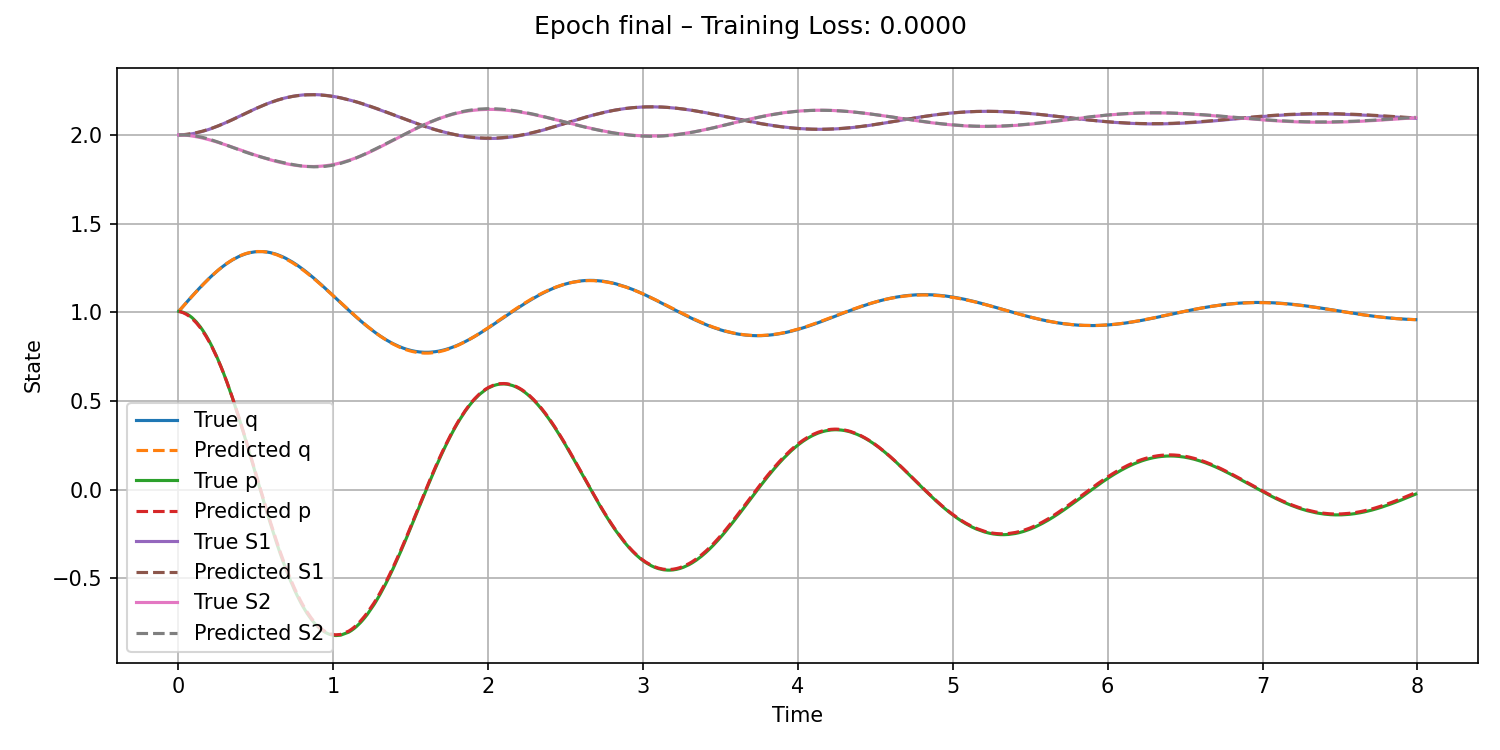 Epoch final – Training Loss: 0.0000
2.0
1.5
1.0
0.5
0.0
−0.5
State
True q
Predicted q
True p
Predicted p
True S1
Predicted S1
True S2
Predicted S2
0 1 2 3 4 5 6 7 8
Time